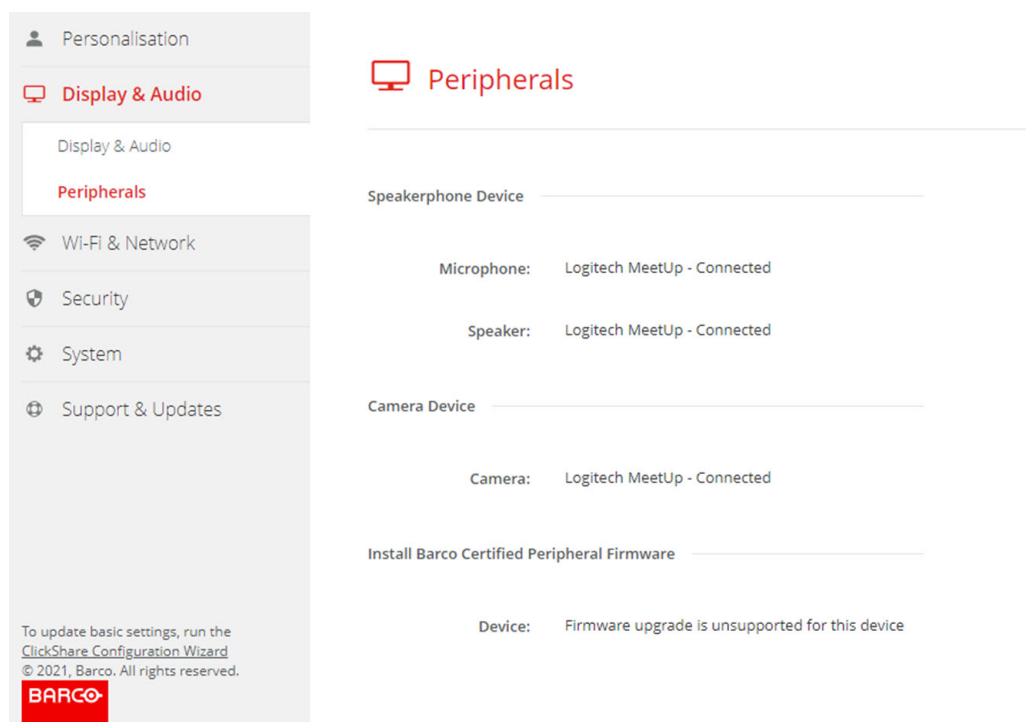 Personalisation
Display & Audio
Display & Audio
Peripherals
Wi-Fi & Network
Security
System
Support & Updates
To update basic settings, run the
ClickShare Configuration Wizard
© 2021, Barco. All rights reserved.
BARCO
Peripherals
Speakerphone Device
Microphone: Logitech MeetUp - Connected
Speaker: Logitech MeetUp - Connected
Camera Device
Camera: Logitech MeetUp - Connected
Install Barco Certified Peripheral Firmware
Device: Firmware upgrade is unsupported for this device